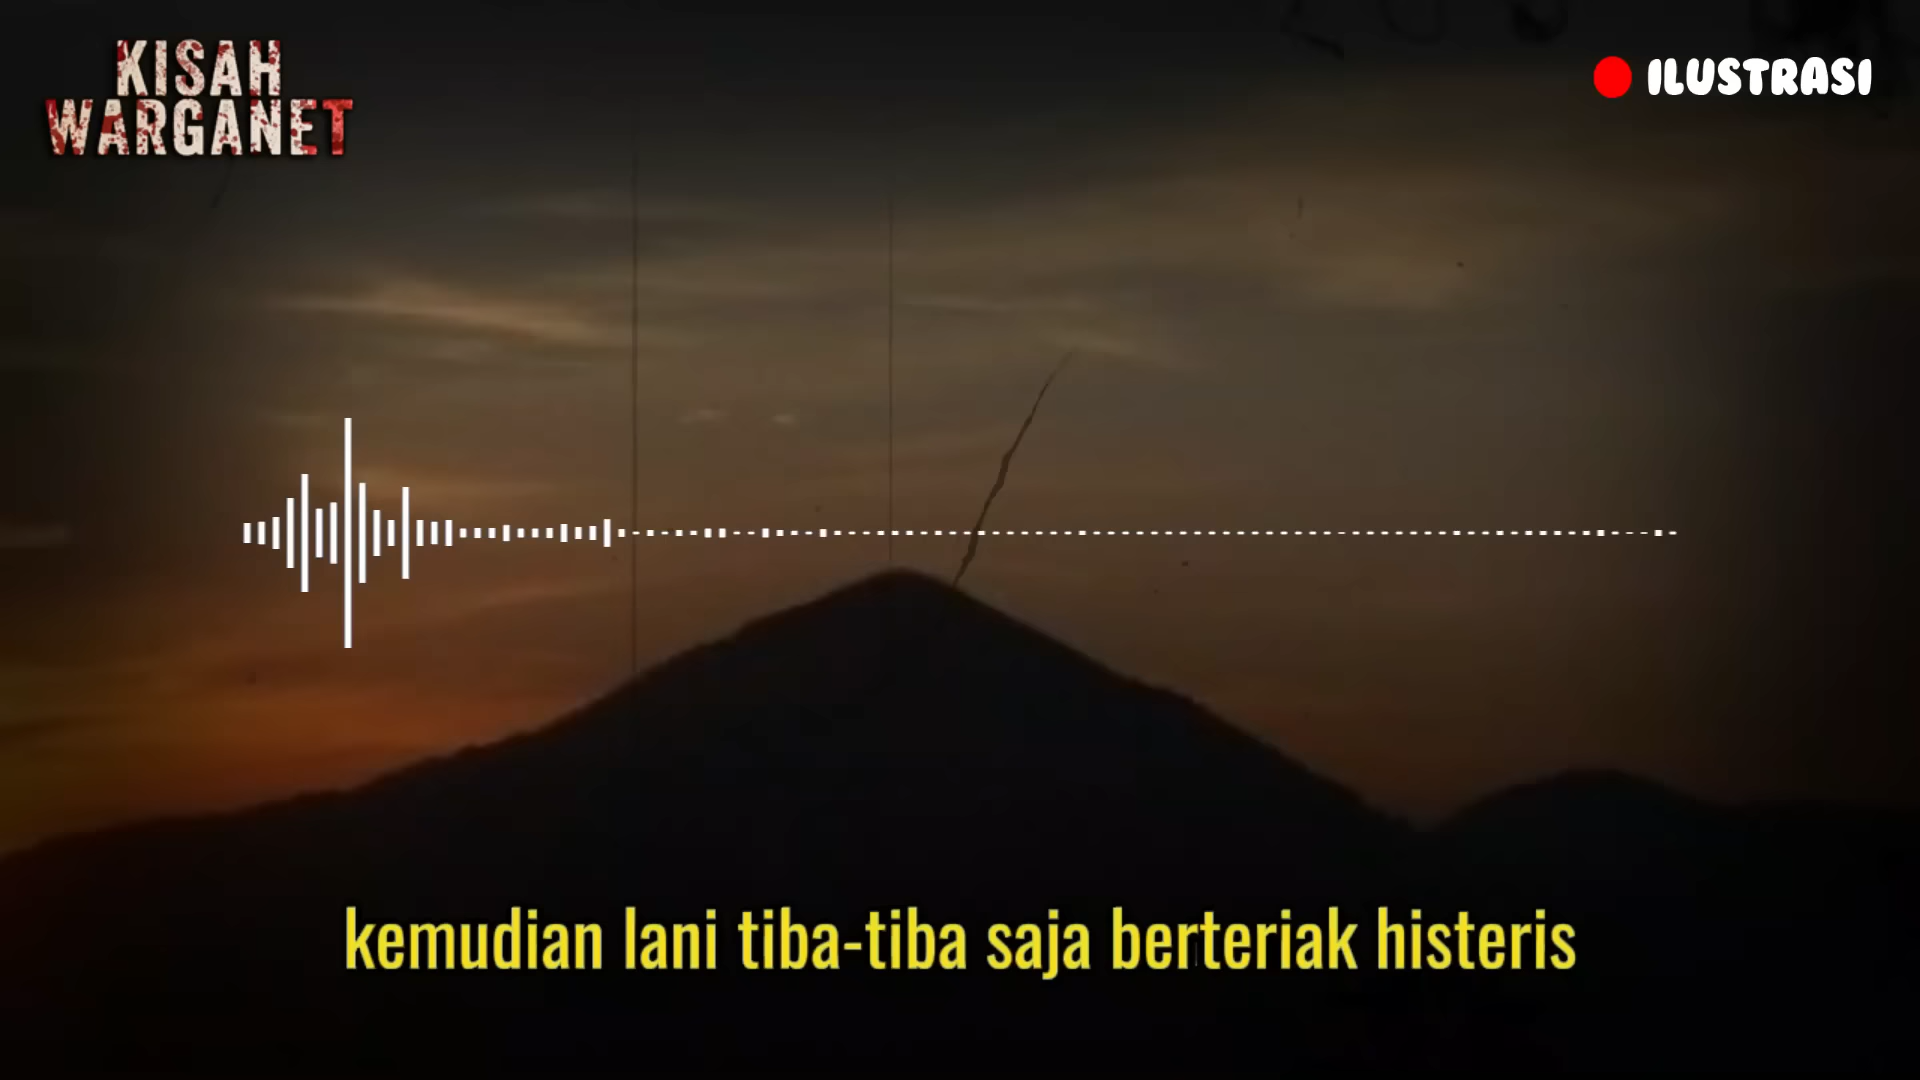 KISAH
WARGANET
ILUSTRASI
kemudian lani tiba-tiba saja berteriak histeris